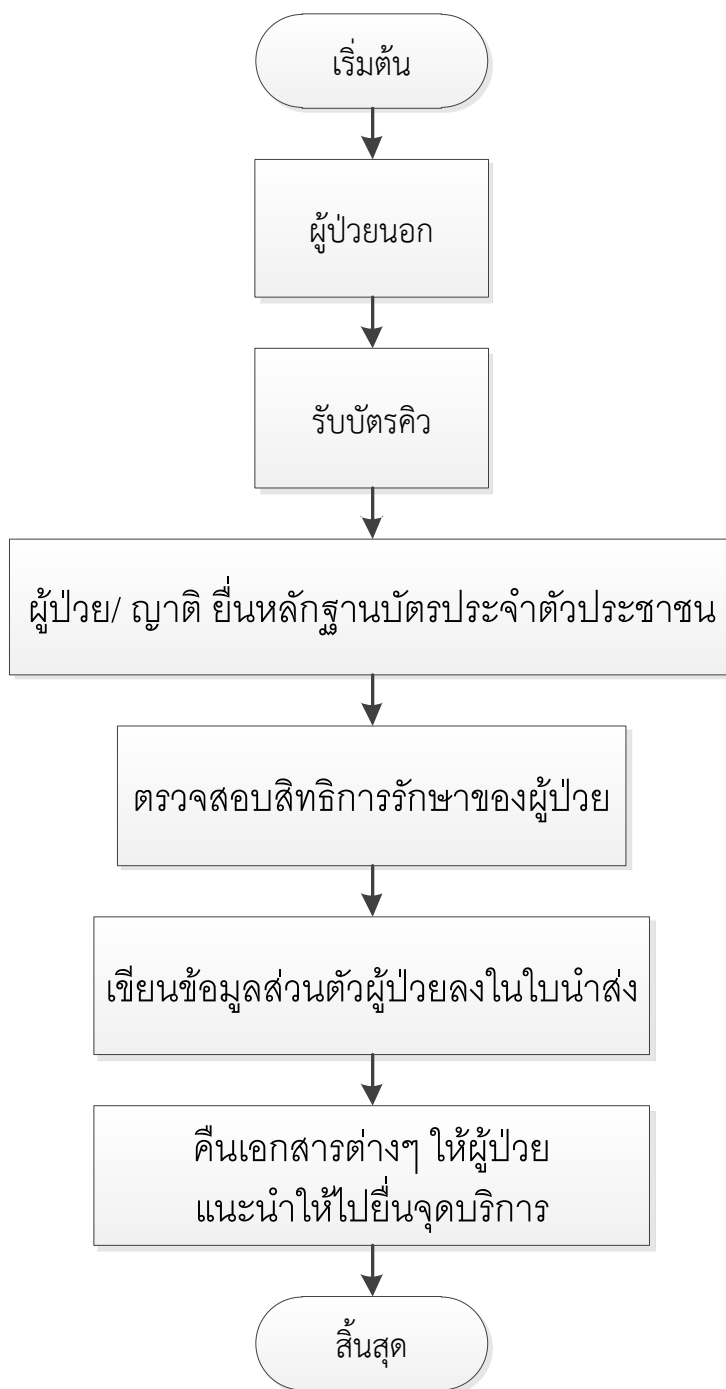 เริ่มต้น
ผู้ป่วยนอก
รับบัตรคิว
ผู้ป่วย/ ญาติ ยื่นหลักฐานบัตรประจำตัวประชาชน
ตรวจสอบสิทธิการรักษาของผู้ป่วย
เขียนข้อมูลส่วนตัวผู้ป่วยลงในใบนำส่ง
คืนเอกสารต่างๆ ให้ผู้ป่วย
แนะนำให้ไปยื่นจุดบริการ
สิ้นสุด